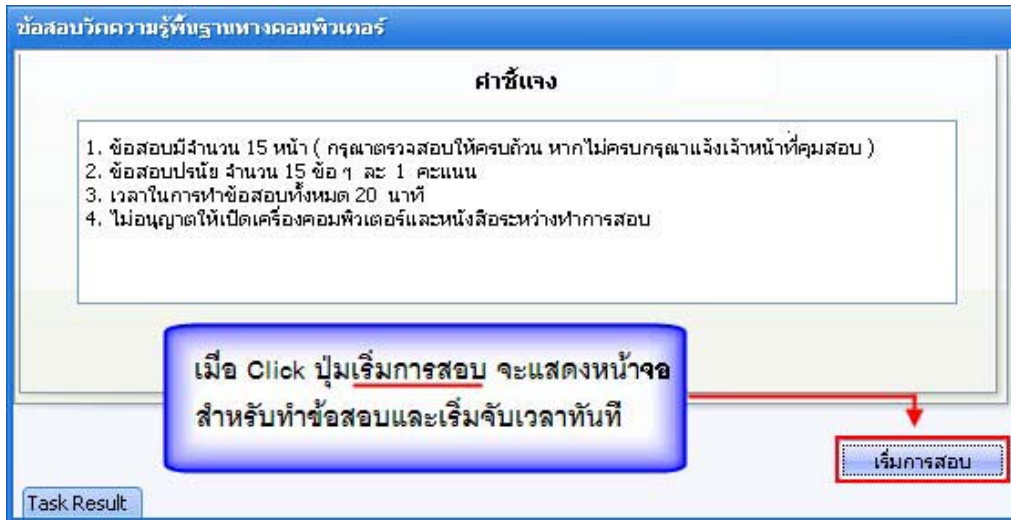 ข้อสอบวัดความรู้พื้นฐานทางคอมพิวเตอร์
คำชี้แจง
1. ข้อสอบมีจำนวน 15 หน้า ( กรุณาตรวจสอบให้ครบถ้วน หากไม่ครบกรุณาแจ้งเจ้าหน้าที่คุมสอบ )
2. ข้อสอบปรนัย จำนวน 15 ข้อ ๆ ละ 1 คะแนน
3. เวลาในการทำข้อสอบทั้งหมด 20 นาที
4. ไม่อนุญาตให้เปิดเครื่องคอมพิวเตอร์และหนังสือระหว่างทำการสอบ
เมื่อ Click ปุ่มเริ่มการสอบ จะแสดงหน้าจอ
สำหรับทำข้อสอบและเริ่มจับเวลาทันที
เริ่มการสอบ
Task Result